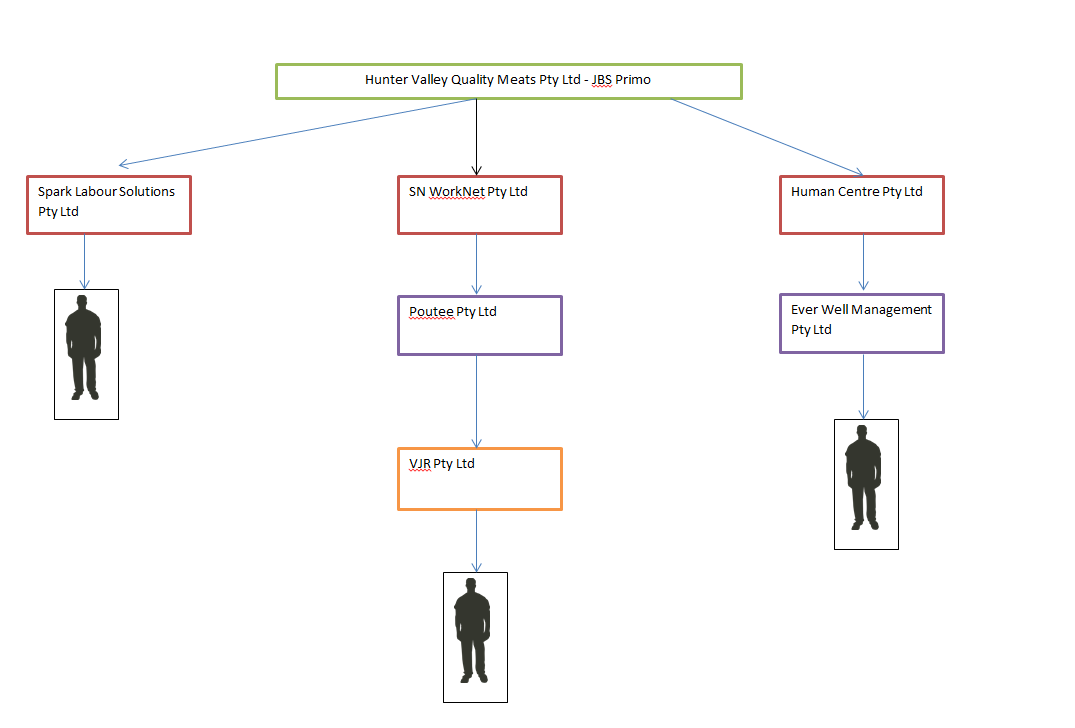 Hunter Valley Quality Meats Pty Ltd - JBS Primo
Spark Labour Solutions
Pty Ltd
SN WorkNet Pty Ltd
Human Centre Pty Ltd
Poutee Pty Ltd
Ever Well Management
Pty Ltd
VJR Pty Ltd